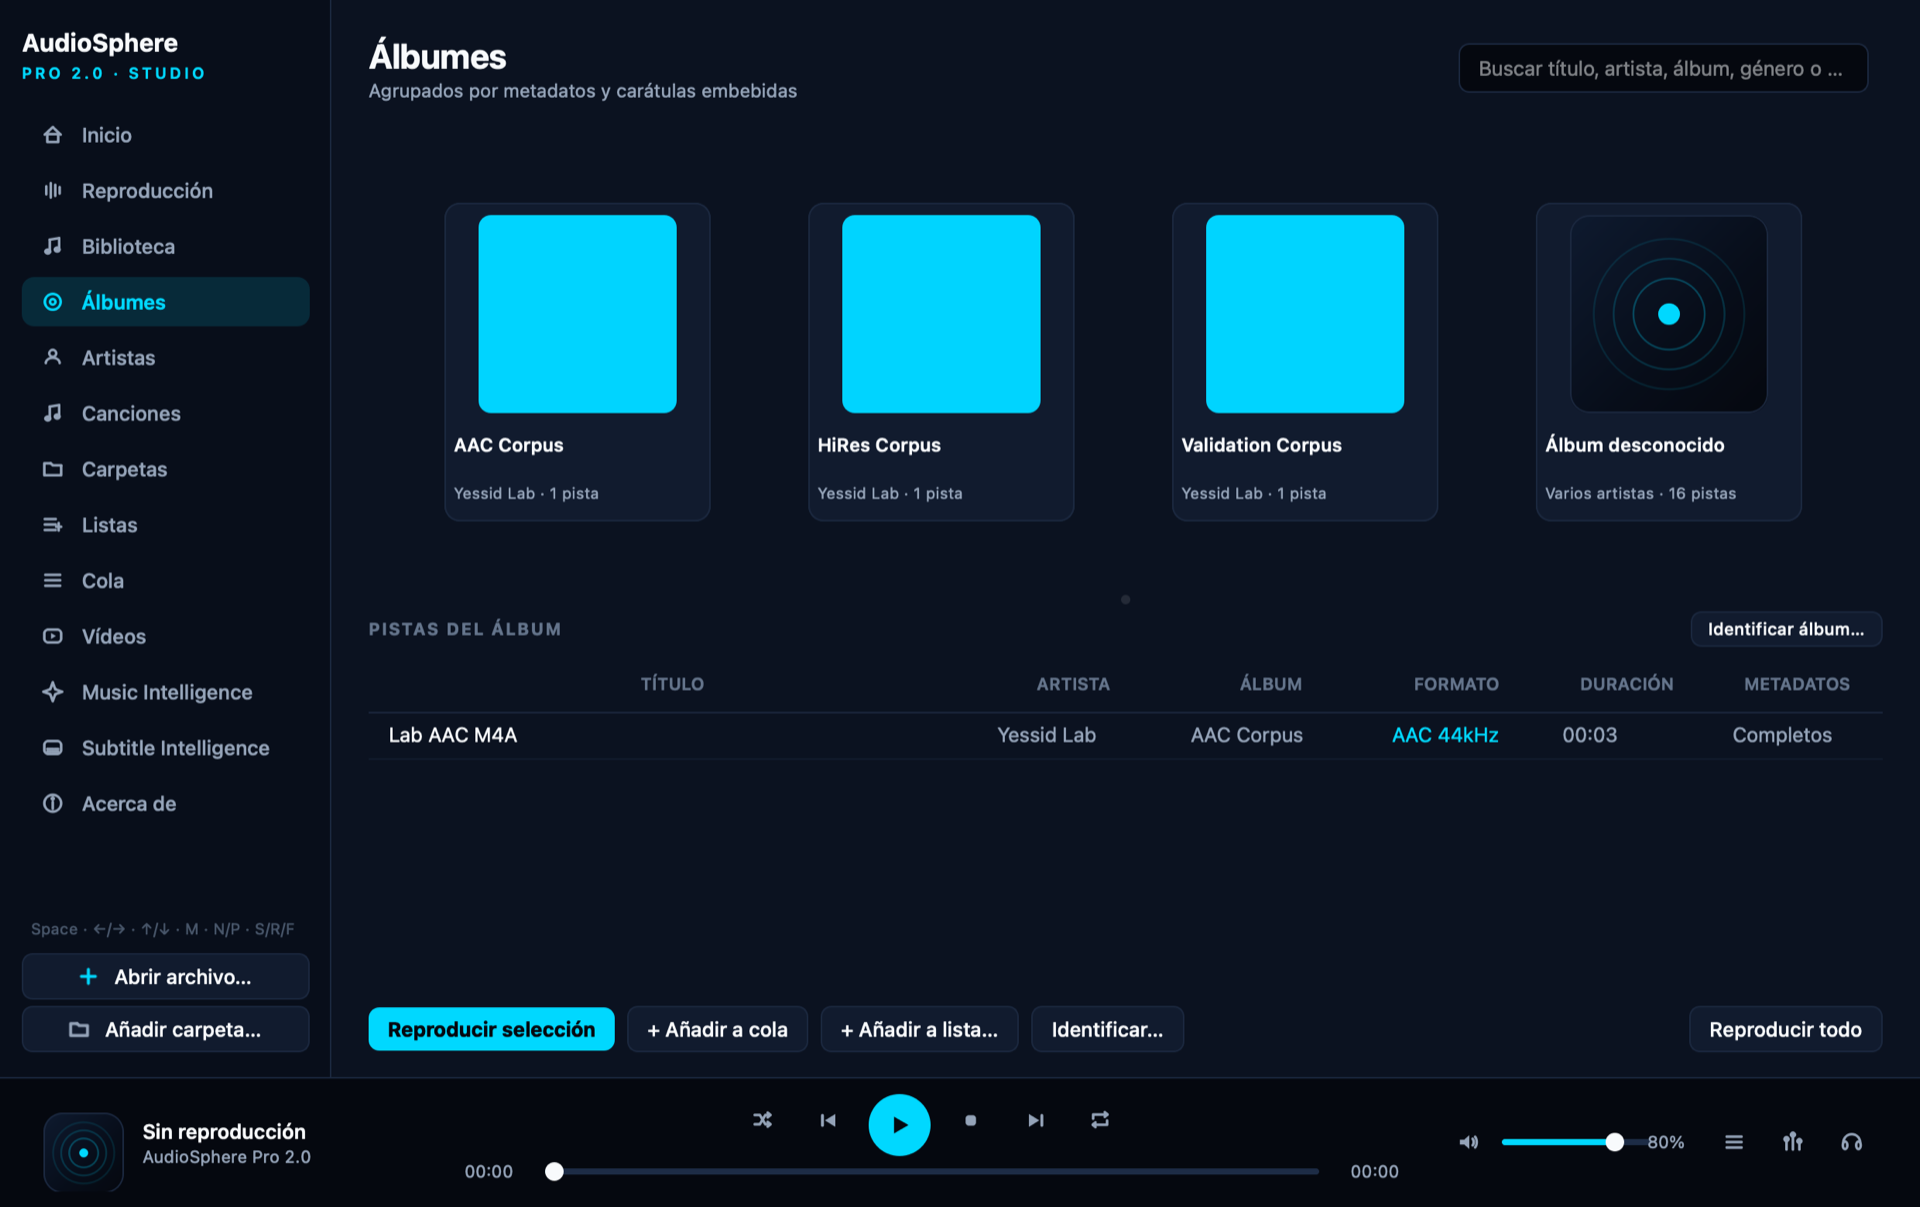 AudioSphere
PRO 2.0 · STUDIO
Inicio
Reproducción
Biblioteca
Álbumes
Artistas
Canciones
Carpetas
Listas
Cola
Vídeos
Music Intelligence
Subtitle Intelligence
Acerca de
Space · ←/→ · ↑/↓ · M · N/P · S/R/F
+ Abrir archivo...
Añadir carpeta...
Álbumes
Agrupados por metadatos y carátulas embebidas
Buscar título, artista, álbum, género o ...
AAC Corpus
Yessid Lab · 1 pista
HiRes Corpus
Yessid Lab · 1 pista
Validation Corpus
Yessid Lab · 1 pista
Álbum desconocido
Varios artistas · 16 pistas
PISTAS DEL ÁLBUM
Identificar álbum...
TÍTULO ARTISTA ÁLBUM FORMATO DURACIÓN METADATOS
Lab AAC M4A Yessid Lab AAC Corpus AAC 44kHz 00:03 Completos
Reproducir selección
+ Añadir a cola
+ Añadir a lista...
Identificar...
Reproducir todo
Sin reproducción
AudioSphere Pro 2.0
00:00
00:00
80%